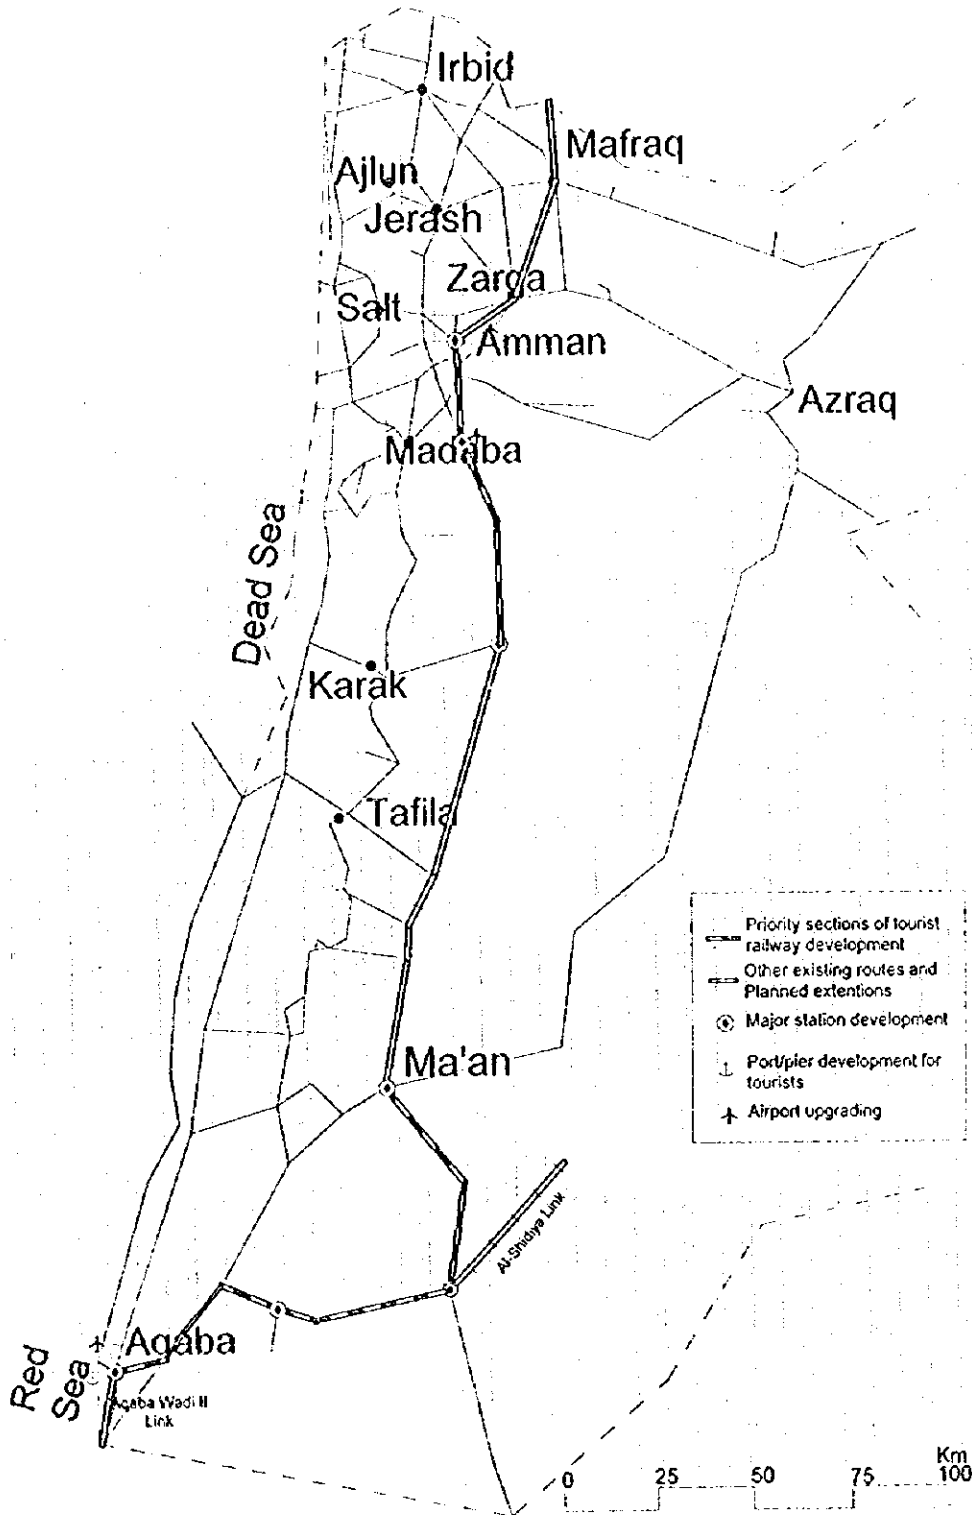 Irbid
Mafraq
Ajlun
Jerash
Zarqa
Salt
Amman
Azraq
Madaba
Dead Sea
Karak
Tafila
Priority sections of tourist
railway development
Other existing routes and
Planned extentions
Major station development
Port/pier development for
tourists
Airport upgrading
Ma'an
Al-Shidiya Link
Aqaba
Red
Sea
Aqaba Wadi II
Link
Km
0 25 50 75 100